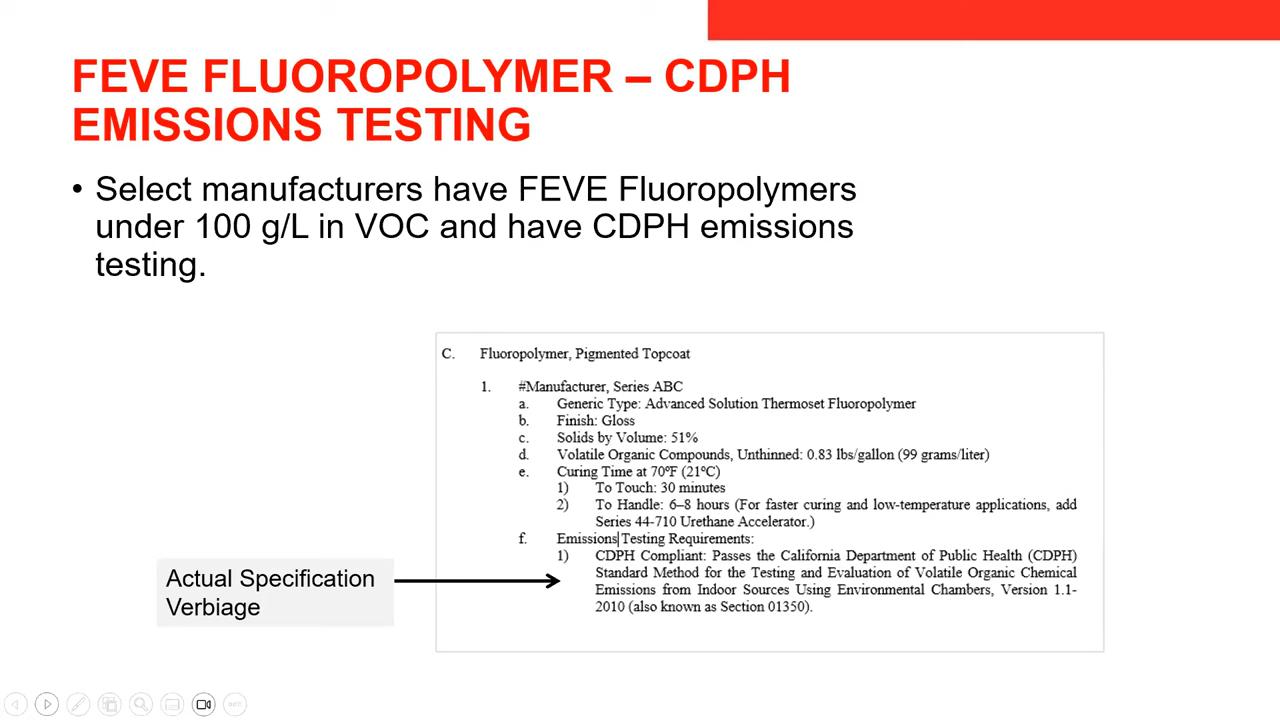 FEVE FLUOROPOLYMER – CDPH
EMISSIONS TESTING
• Select manufacturers have FEVE Fluoropolymers
under 100 g/L in VOC and have CDPH emissions
testing.
C. Fluoropolymer, Pigmented Topcoat
1. #Manufacturer, Series ABC
a. Generic Type: Advanced Solution Thermoset Fluoropolymer
b. Finish: Gloss
c. Solids by Volume: 51%
d. Volatile Organic Compounds, Unthinned: 0.83 lbs/gallon (99 grams/liter)
e. Curing Time at 70ºF (21ºC)
1) To Touch: 30 minutes
2) To Handle: 6–8 hours (For faster curing and low-temperature applications, add
Series 44-710 Urethane Accelerator.)
f. Emissions Testing Requirements:
1) CDPH Compliant: Passes the California Department of Public Health (CDPH)
Standard Method for the Testing and Evaluation of Volatile Organic Chemical
Emissions from Indoor Sources Using Environmental Chambers, Version 1.1-
2010 (also known as Section 01350).
Actual Specification
Verbiage